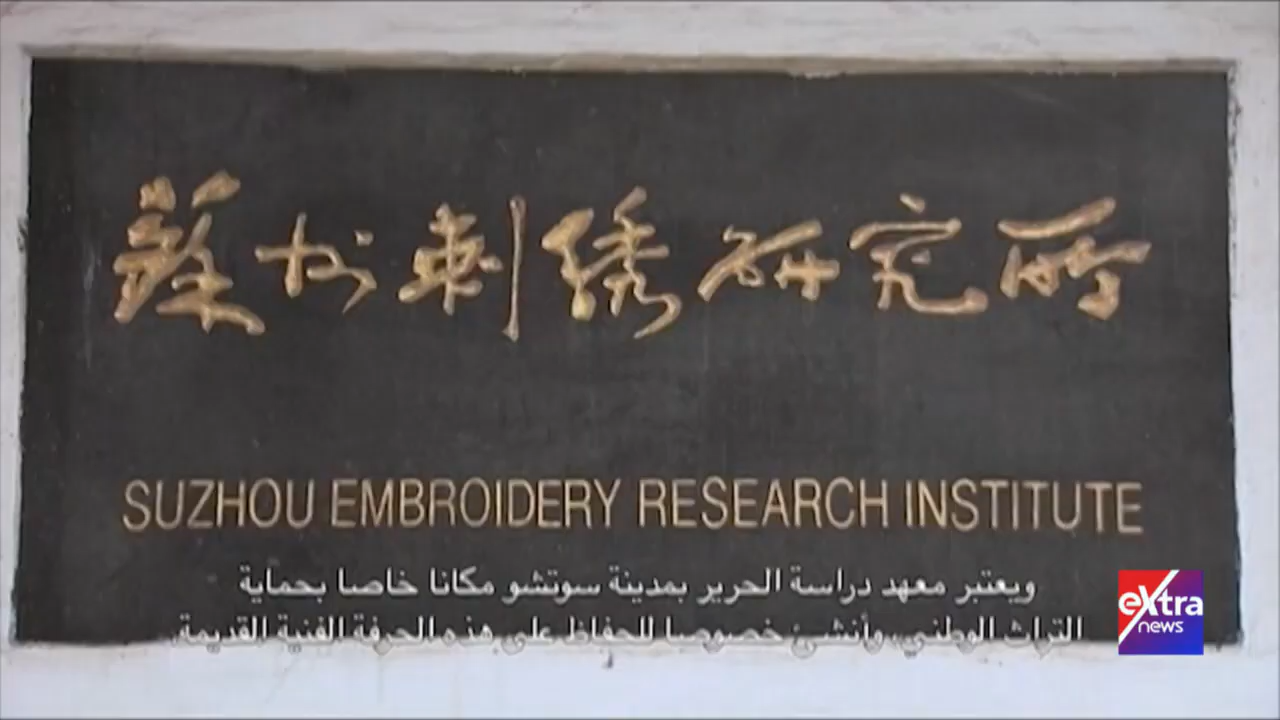 蘇州刺绣研究所
SUZHOU EMBROIDERY RESEARCH INSTITUTE
ويعتبر معهد دراسة الحرير بمدينة سوتشو مكانا خاصا بحماية
التراث الوطني، وأنشئ خصوصا للحفاظ على هذه الحرفة الفنية القديمة
eXtra
news